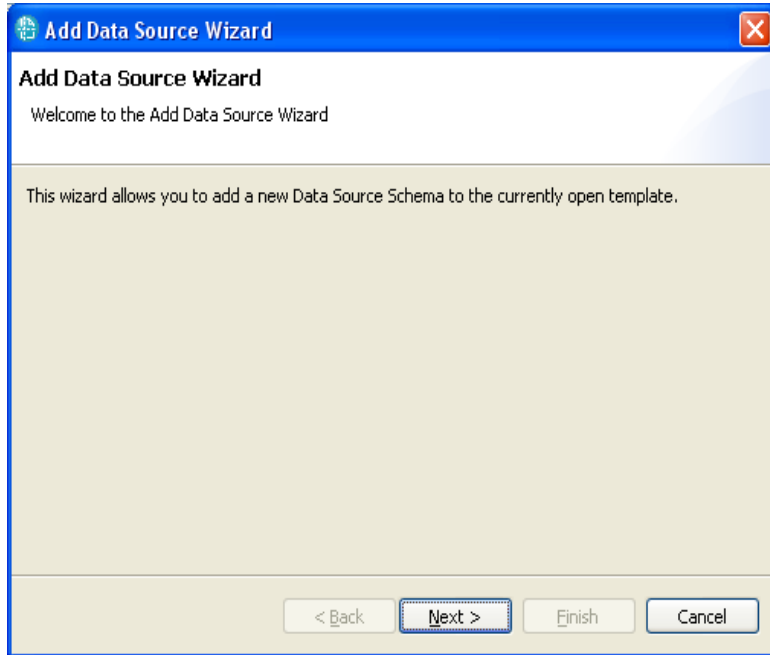 Add Data Source Wizard
Add Data Source Wizard
Welcome to the Add Data Source Wizard
This wizard allows you to add a new Data Source Schema to the currently open template.
< Back Next > Finish Cancel